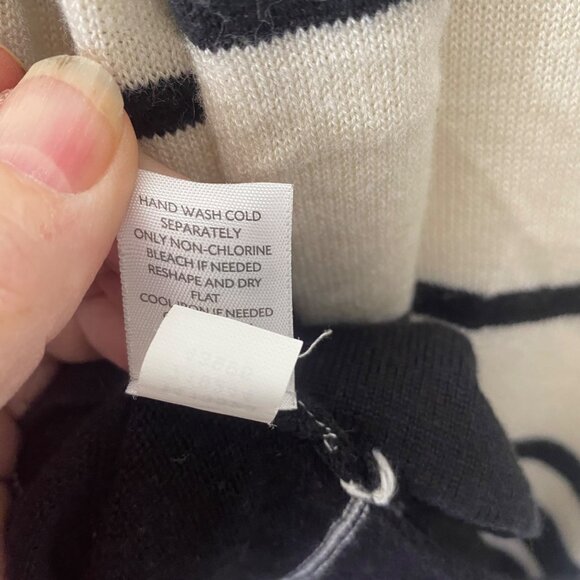 HAND WASH COLD
SEPARATELY
ONLY NON-CHLORINE
BLEACH IF NEEDED
RESHAPE AND DRY
FLAT
COOL IRON IF NEEDED